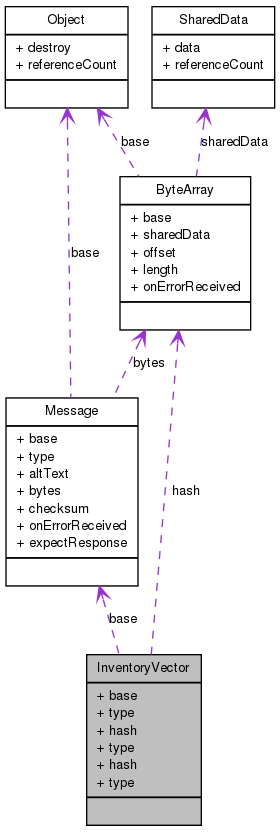 Object
+ destroy
+ referenceCount
SharedData
+ data
+ referenceCount
base
sharedData
ByteArray
+ base
+ sharedData
+ offset
+ length
+ onErrorReceived
base
bytes
Message
+ base
+ type
+ altText
+ bytes
+ checksum
+ onErrorReceived
+ expectResponse
hash
base
InventoryVector
+ base
+ type
+ hash
+ type
+ hash
+ type